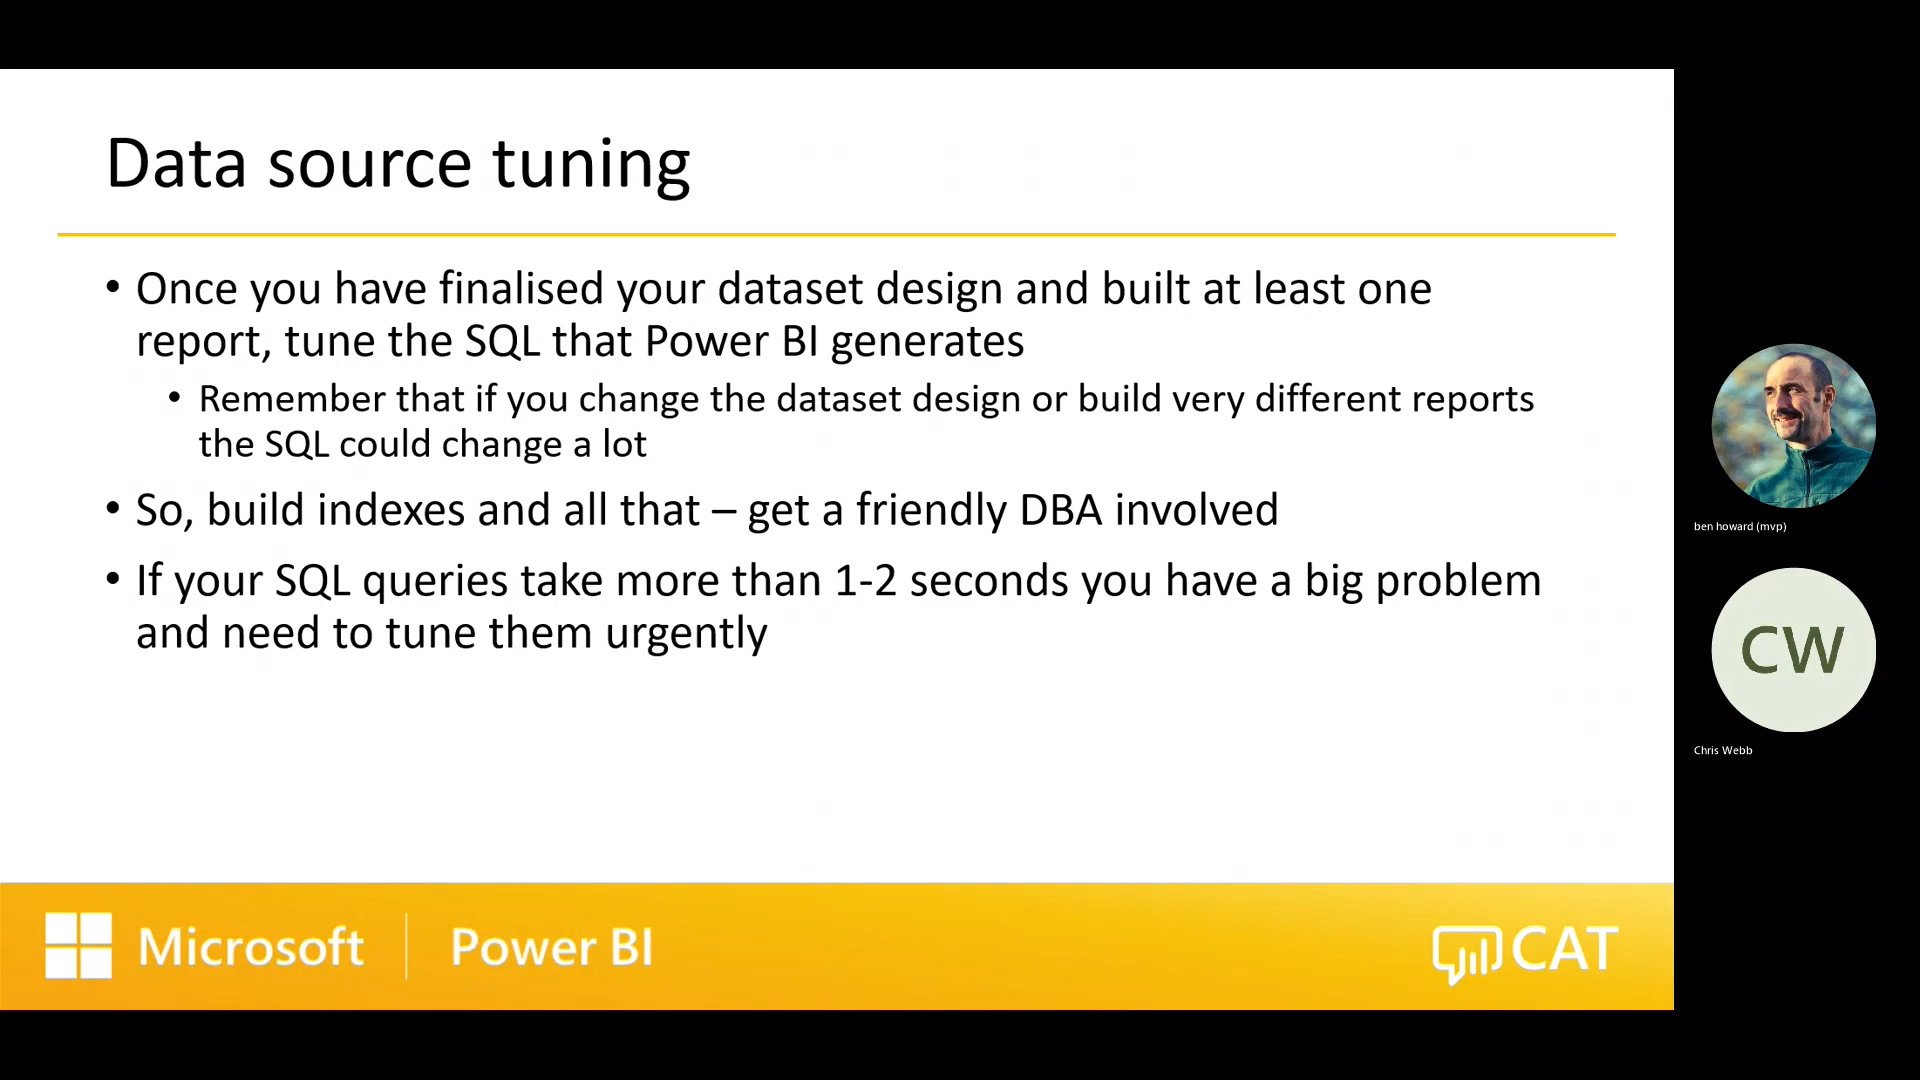 Data source tuning
• Once you have finalised your dataset design and built at least one
report, tune the SQL that Power BI generates
• Remember that if you change the dataset design or build very different reports
the SQL could change a lot
• So, build indexes and all that – get a friendly DBA involved
• If your SQL queries take more than 1-2 seconds you have a big problem
and need to tune them urgently
Microsoft | Power BI
CAT
ben howard (mvp)
CW
Chris Webb